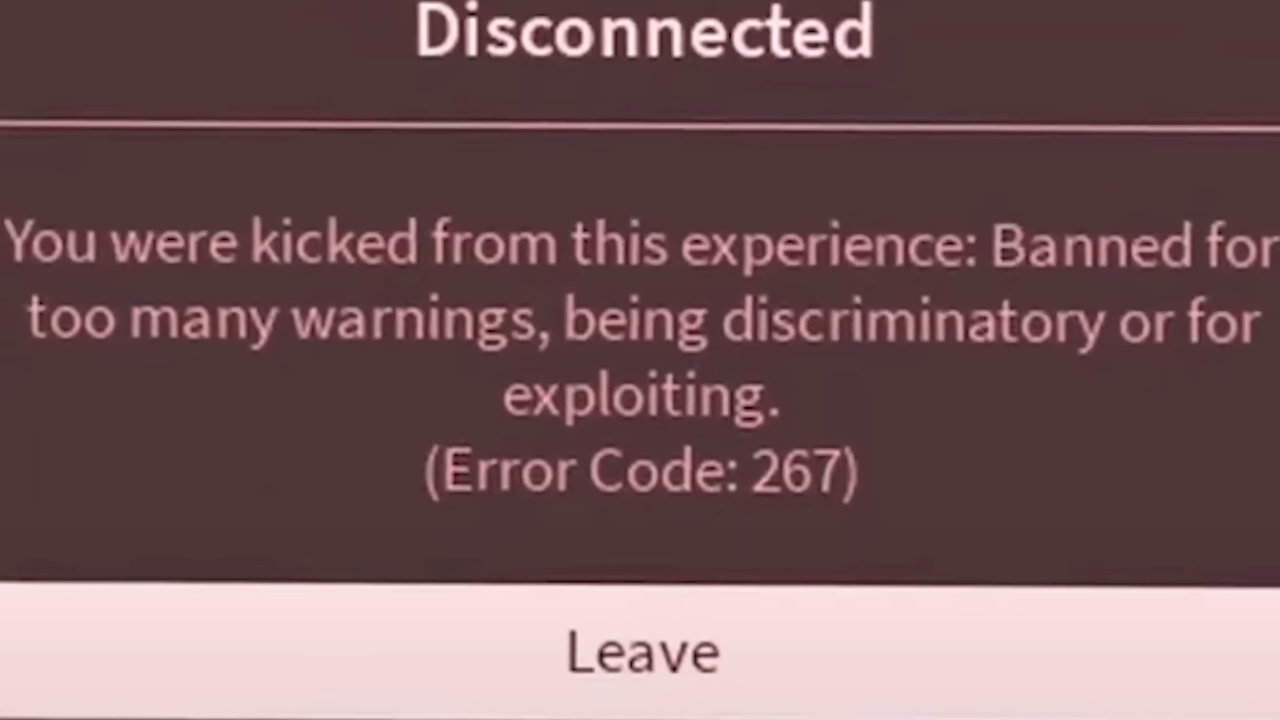 Disconnected
You were kicked from this experience: Banned for
too many warnings, being discriminatory or for
exploiting.
(Error Code: 267)
Leave